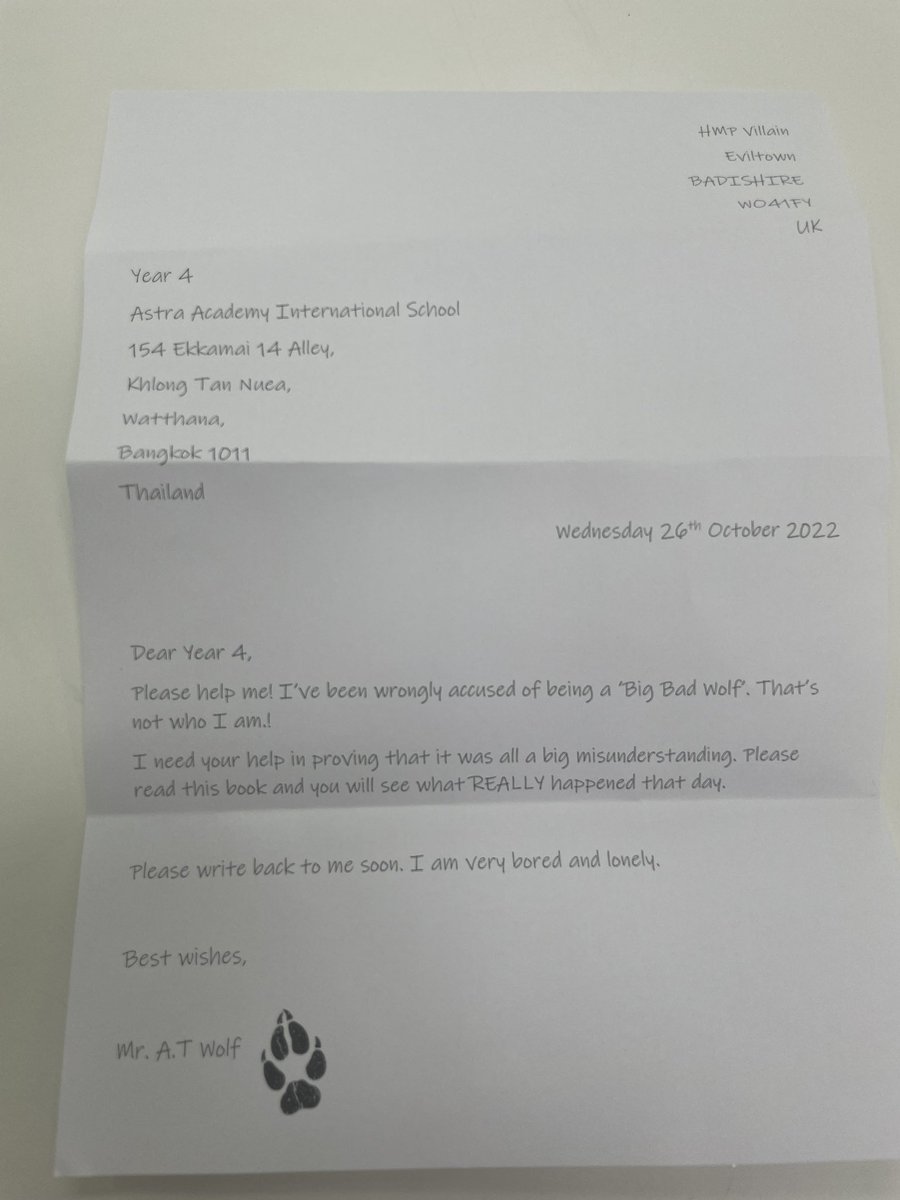 HMP Villain
Eviltown
BADISHIRE
WO41FY
UK
Year 4
Astra Academy International School
154 Ekkamai 14 Alley,
Khlong Tan Nuea,
Watthana,
Bangkok 1011
Thailand
Wednesday 26th October 2022
Dear Year 4,
Please help me! I've been wrongly accused of being a 'Big Bad Wolf'. That's
not who I am.!
I need your help in proving that it was all a big misunderstanding. Please
read this book and you will see what REALLY happened that day.
Please write back to me soon. I am very bored and lonely.
Best wishes,
Mr. A.T Wolf